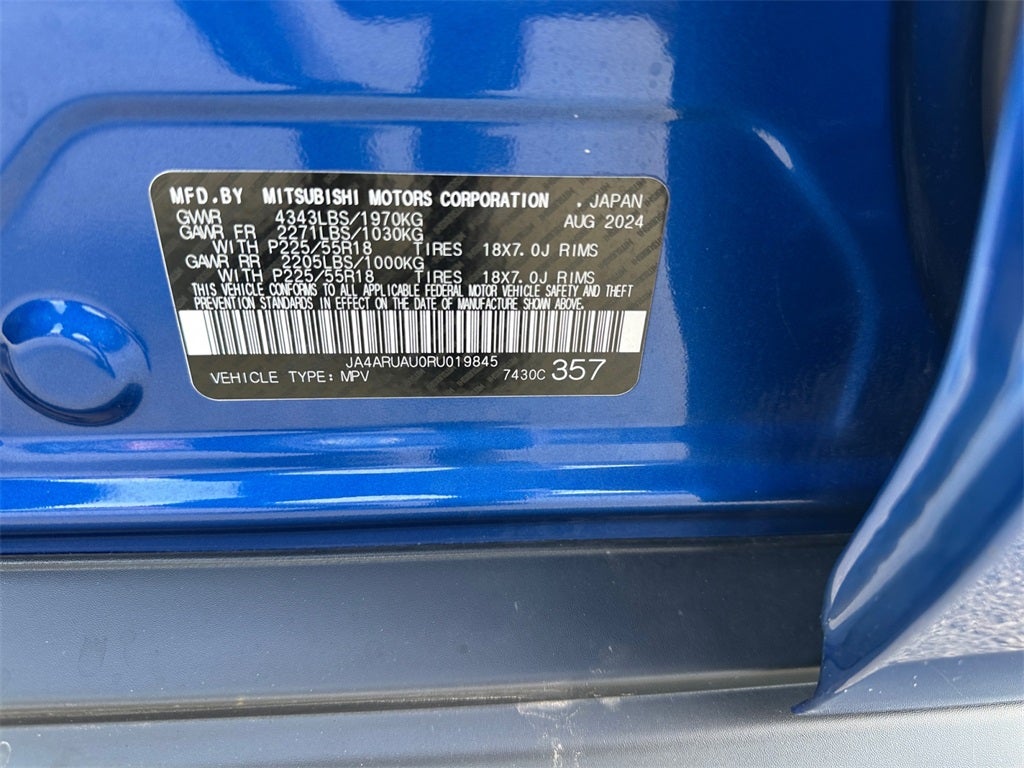 MFD.BY MITSUBISHI MOTORS CORPORATION .JAPAN
GVWR 4343LBS/1970KG AUG 2024
GAWR FR 2271LBS/1030KG
WITH P225/55R18 TIRES 18X7.0J RIMS
GAWR RR 2205LBS/1000KG
WITH P225/55R18 TIRES 18X7.0J RIMS
THIS VEHICLE CONFORMS TO ALL APPLICABLE FEDERAL MOTOR VEHICLE SAFETY AND THEFT
PREVENTION STANDARDS IN EFFECT ON THE DATE OF MANUFACTURE SHOWN ABOVE.
JA4ARUAU0RU019845
VEHICLE TYPE: MPV 7430C 357